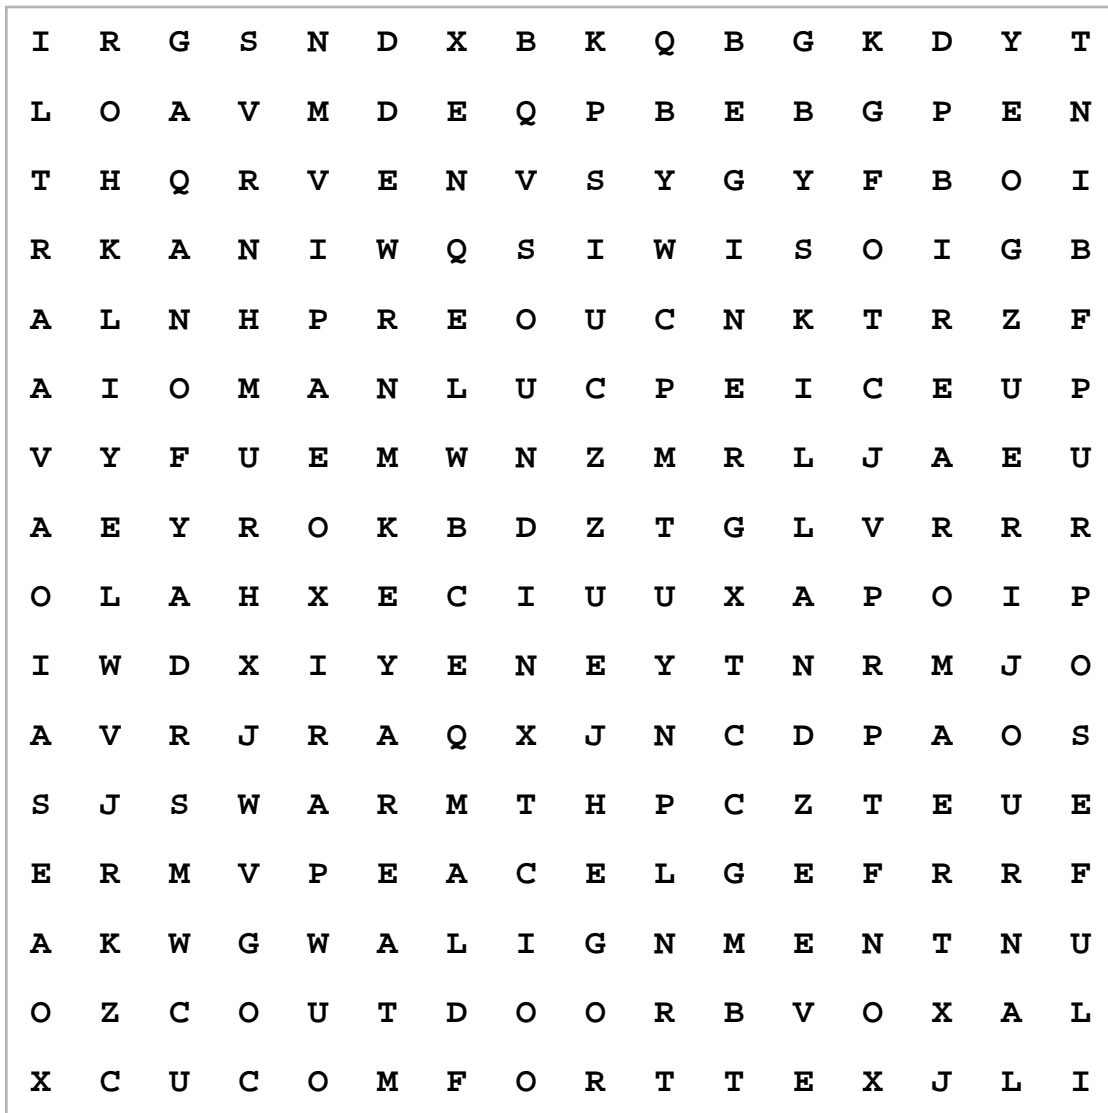 I R G S N D X B K Q B G K D Y T
L O A V M D E Q P B E B G P E N
T H Q R V E N V S Y G Y F B O I
R K A N I W Q S I W I S O I G B
A L N H P R E O U C N K T R Z F
A I O M A N L U C P E I C E U P
V Y F U E M W N Z M R L J A E U
A E Y R O K B D Z T G L V R R R
O L A H X E C I U U X A P O I P
I W D X I Y E N E Y T N R M J O
A V R J R A Q X J N C D P A O S
S J S W A R M T H P C Z T E U E
E R M V P E A C E L G E F R R F
A K W G W A L I G N M E N T N U
O Z C O U T D O O R B V O X A L
X C U C O M F O R T T E X J L I